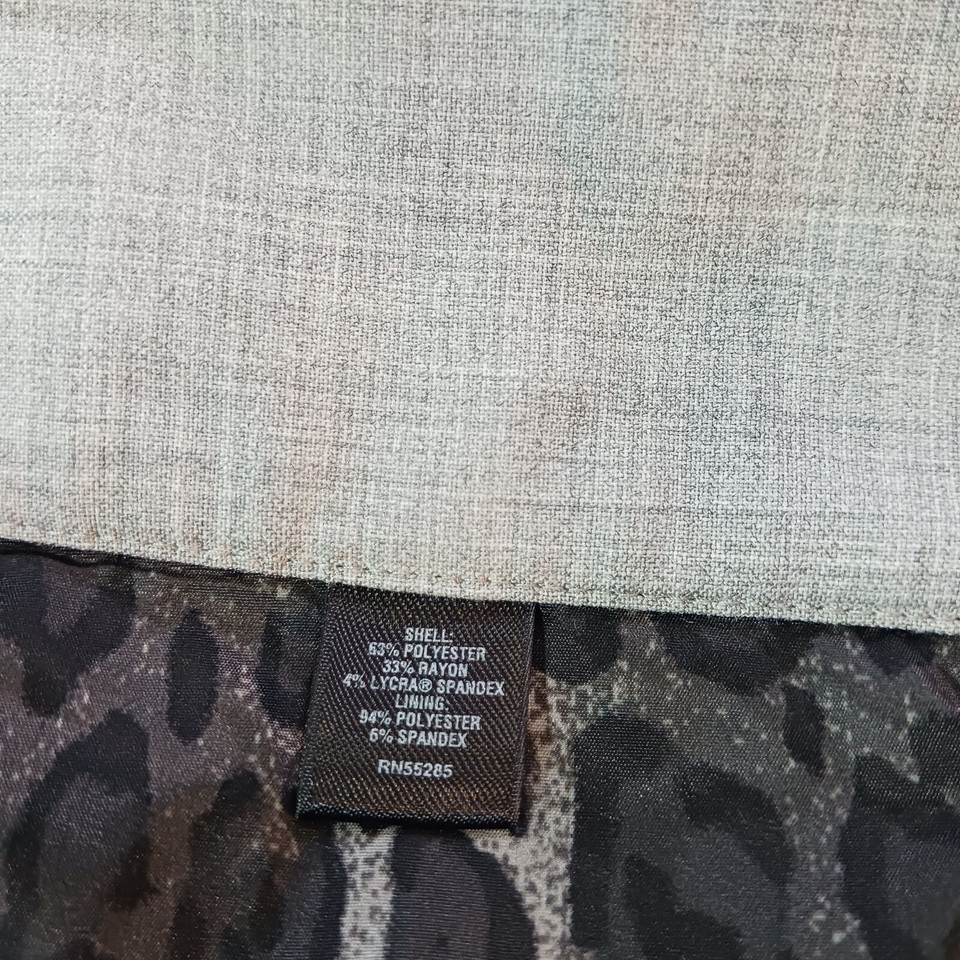 SHELL:
63% POLYESTER
33% RAYON
4% LYCRA® SPANDEX
LINING:
94% POLYESTER
6% SPANDEX
RN55285